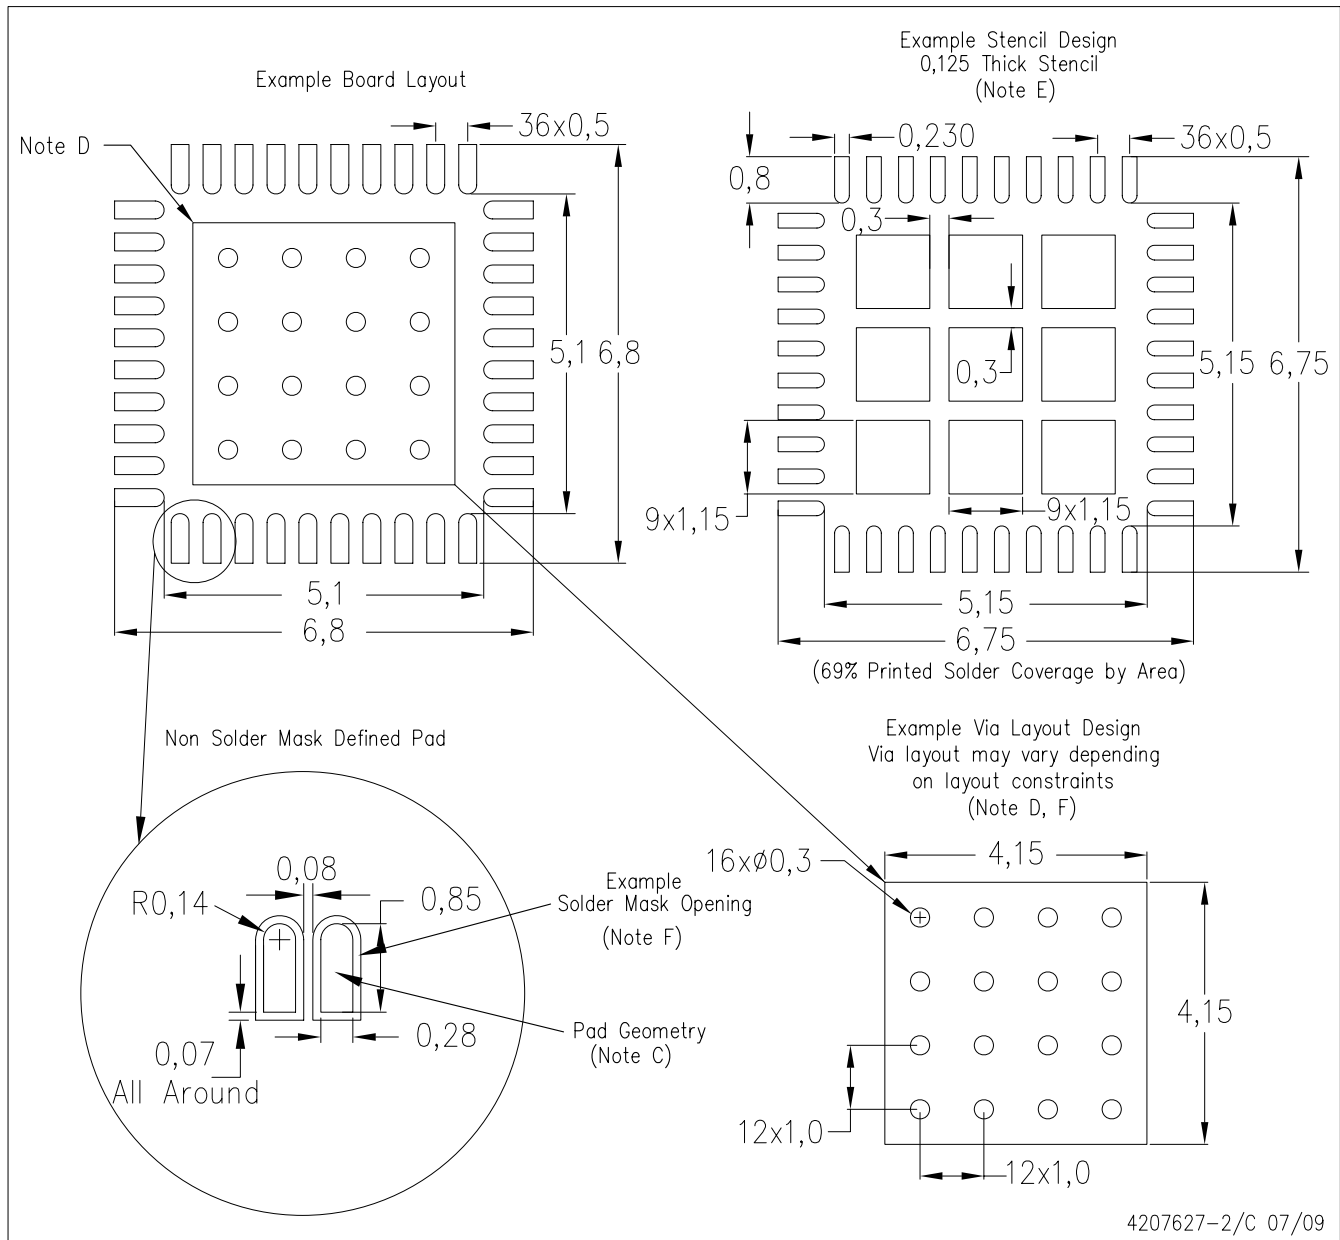 Example Board Layout
36x0,5
Note D
5,1
6,8
5,1
6,8
Example Stencil Design
0,125 Thick Stencil
(Note E)
0,230
36x0,5
0,8
0,3
0,3
5,15
6,75
9x1,15
9x1,15
5,15
6,75
(69% Printed Solder Coverage by Area)
Non Solder Mask Defined Pad
0,08
R0,14
0,85
Example
Solder Mask Opening
(Note F)
Pad Geometry
(Note C)
0,28
0,07
All Around
Example Via Layout Design
Via layout may vary depending
on layout constraints
(Note D, F)
16xø0,3
4,15
4,15
12x1,0
12x1,0
4207627-2/C 07/09